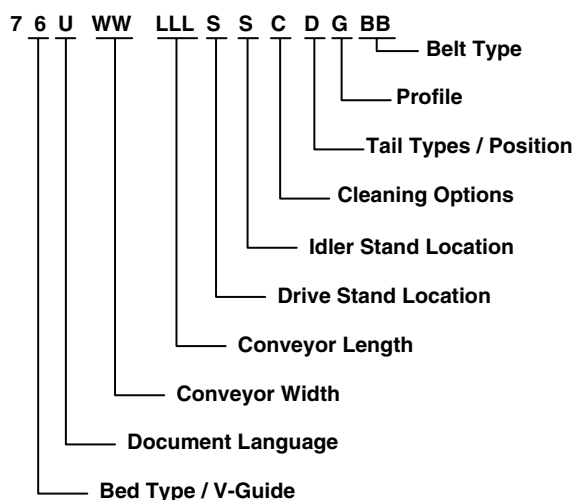 7 6 U WW LLL S S C D G BB
Belt Type
Profile
Tail Types / Position
Cleaning Options
Idler Stand Location
Drive Stand Location
Conveyor Length
Conveyor Width
Document Language
Bed Type / V-Guide